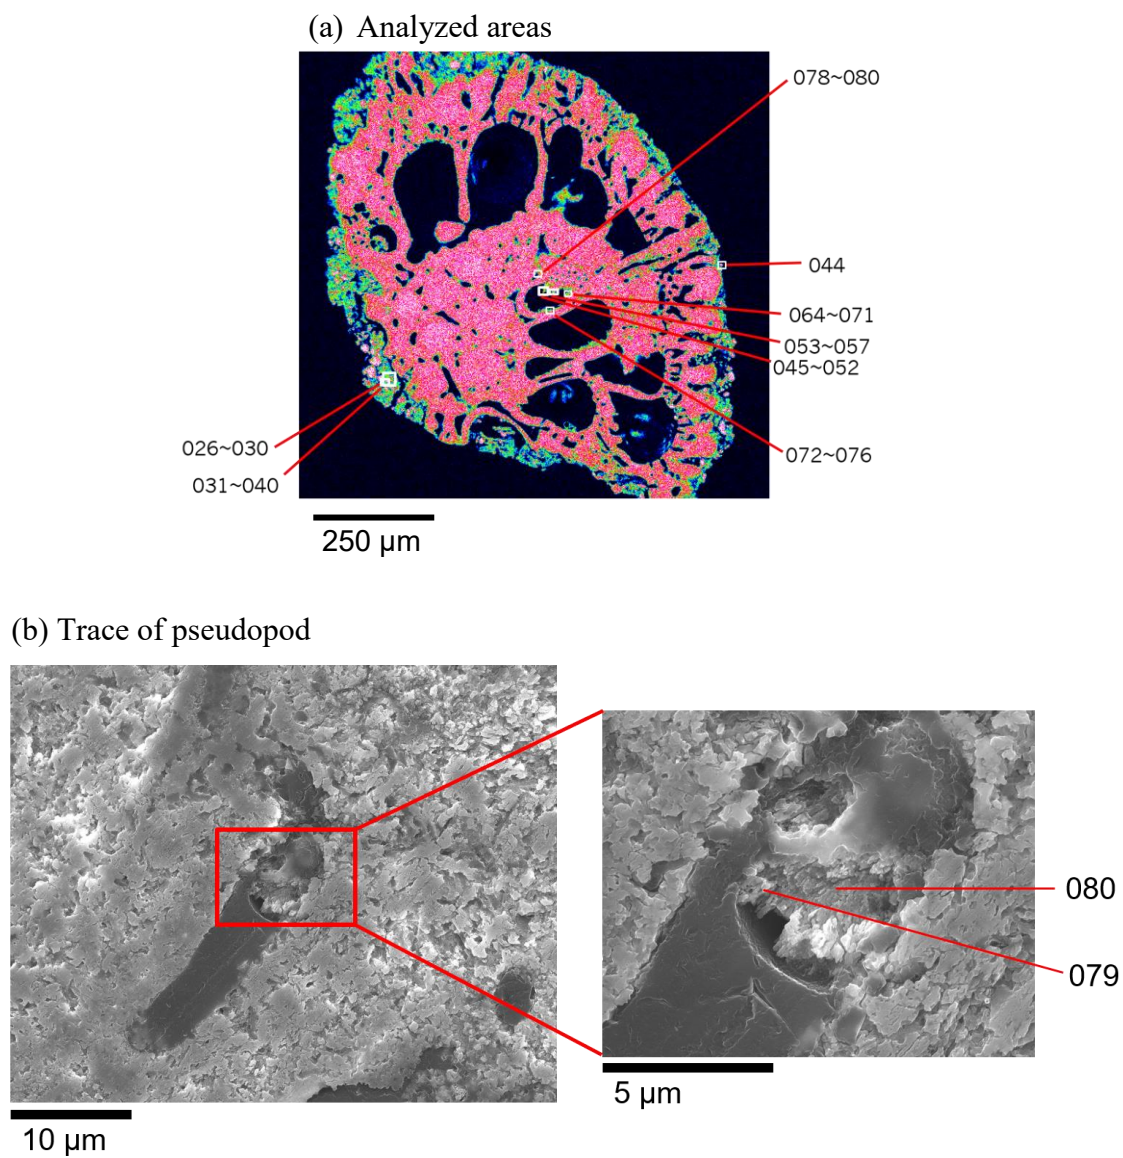 (a) Analyzed areas
078~080
044
064~071
053~057
045~052
072~076
026~030
031~040
250 μm
(b) Trace of pseudopod
080
079
5 μm
10 μm